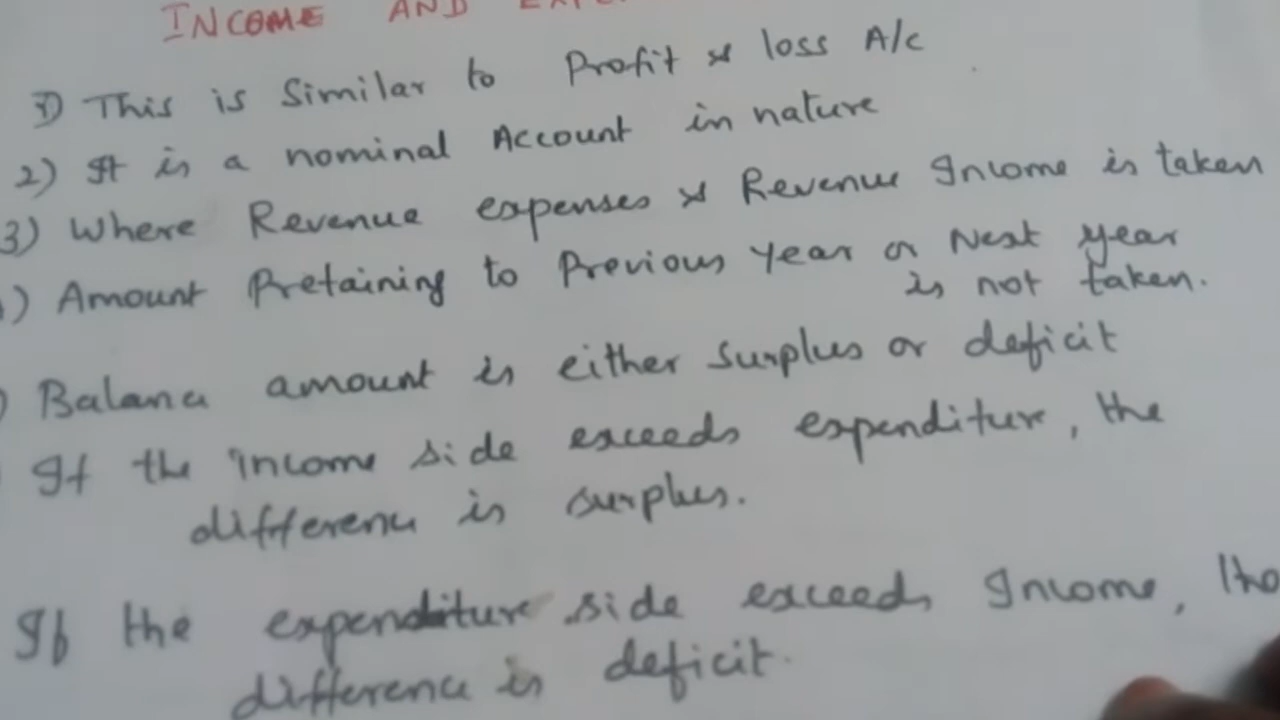 INCOME AND
1) This is Similar to Profit & loss A/c
2) It is a nominal Account in nature
3) Where Revenue expenses & Revenue Income is taken
) Amount Pretaining to Previous year or Next year
is not taken.
) Balance amount is either Surplus or deficit
If the income side exceeds expenditure, the
difference is surplus.
If the expenditure side exceeds Income, the
difference is deficit.